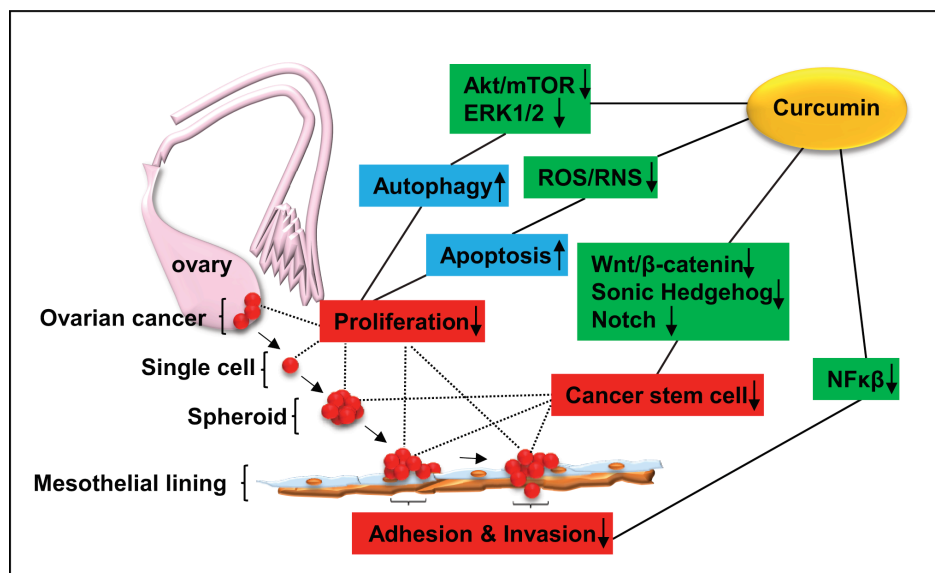 Akt/mTOR↓
ERK1/2 ↓
Curcumin
Autophagy↑
ROS/RNS↓
ovary
Apoptosis↑
Wnt/β-catenin↓
Sonic Hedgehog↓
Notch ↓
Ovarian cancer
Proliferation↓
Single cell
NFκβ↓
Cancer stem cell↓
Spheroid
Mesothelial lining
Adhesion & Invasion↓